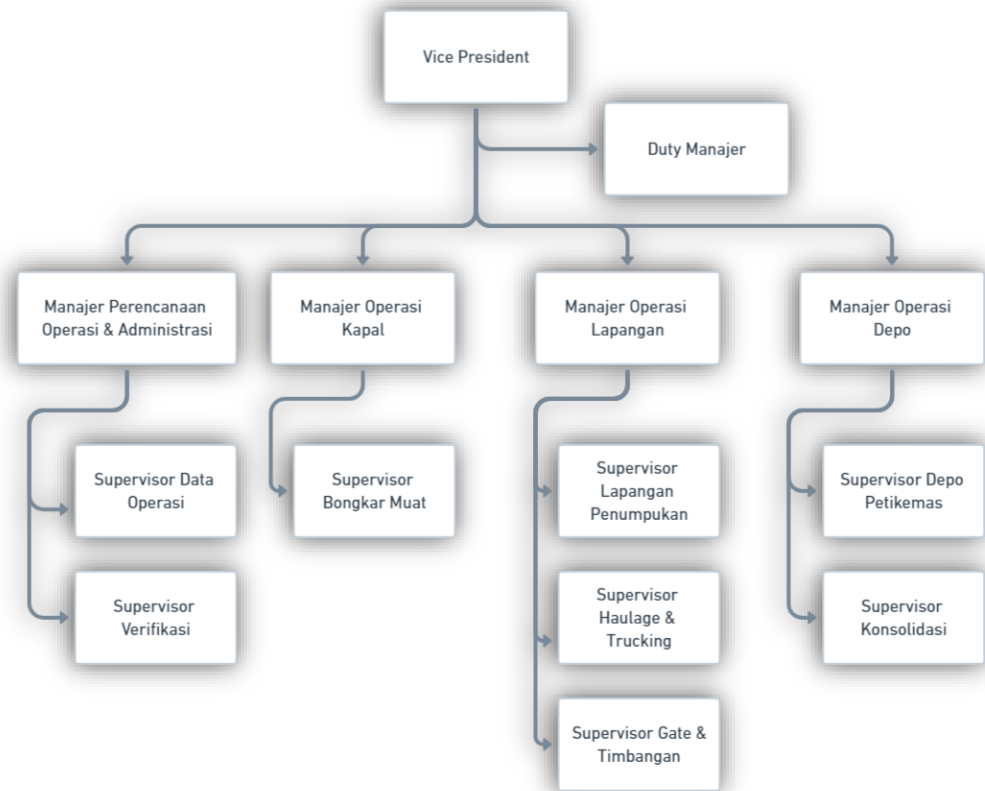 Vice President
Duty Manajer
Manajer Perencanaan
Operasi & Administrasi
Manajer Operasi
Kapal
Manajer Operasi
Lapangan
Manajer Operasi
Depo
Supervisor Data
Operasi
Supervisor
Bongkar Muat
Supervisor
Lapangan
Penumpukan
Supervisor Depo
Petikemas
Supervisor
Verifikasi
Supervisor
Haulage &
Trucking
Supervisor
Konsolidasi
Supervisor Gate &
Timbangan